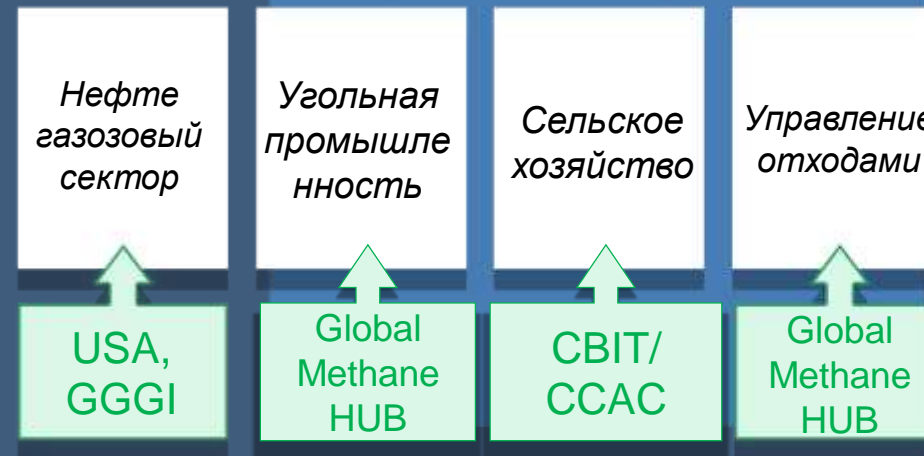 Нефте
газозовый
сектор
Угольная
промышле
нность
Сельское
хозяйство
Управление
отходами
USA,
GGGI
Global
Methane
HUB
CBIT/
CCAC
Global
Methane
HUB